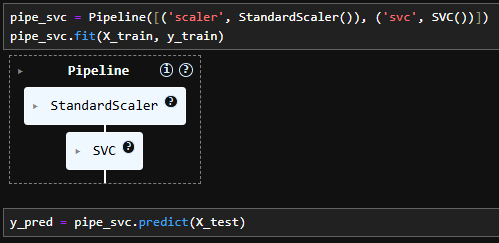 pipe_svc = Pipeline([('scaler', StandardScaler()), ('svc', SVC())])
pipe_svc.fit(X_train, y_train)
▸ Pipeline i ?
▸ StandardScaler ?
▸ SVC ?
y_pred = pipe_svc.predict(X_test)